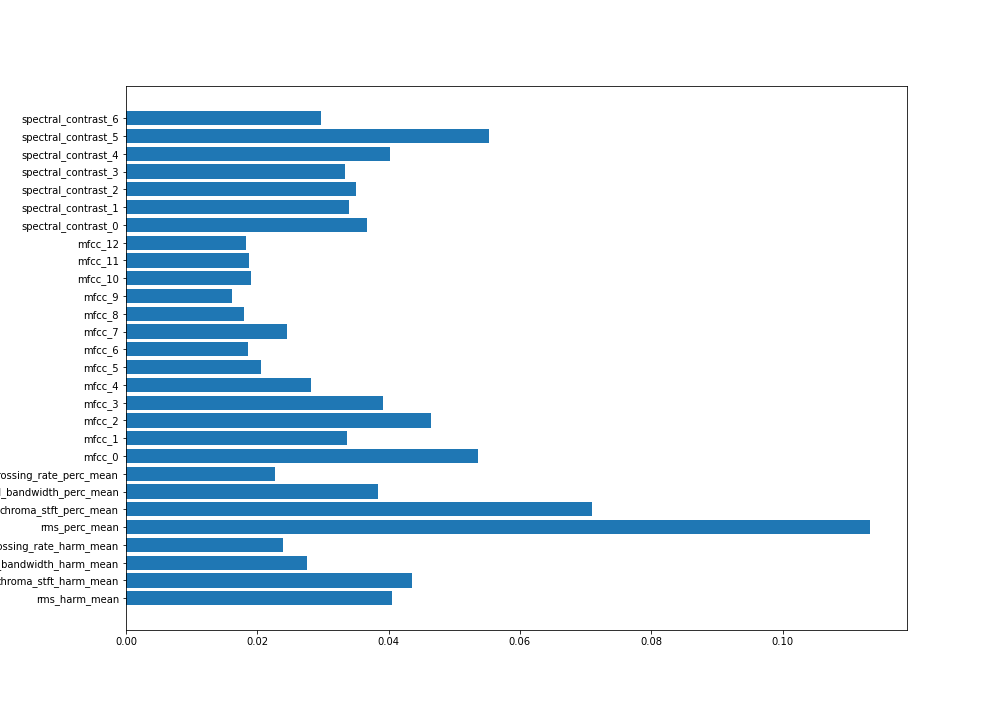 spectral_contrast_6
spectral_contrast_5
spectral_contrast_4
spectral_contrast_3
spectral_contrast_2
spectral_contrast_1
spectral_contrast_0
mfcc_12
mfcc_11
mfcc_10
mfcc_9
mfcc_8
mfcc_7
mfcc_6
mfcc_5
mfcc_4
mfcc_3
mfcc_2
mfcc_1
mfcc_0
rossing_rate_perc_mean
_bandwidth_perc_mean
chroma_stft_perc_mean
rms_perc_mean
ossing_rate_harm_mean
_bandwidth_harm_mean
chroma_stft_harm_mean
rms_harm_mean
0.00 0.02 0.04 0.06 0.08 0.10